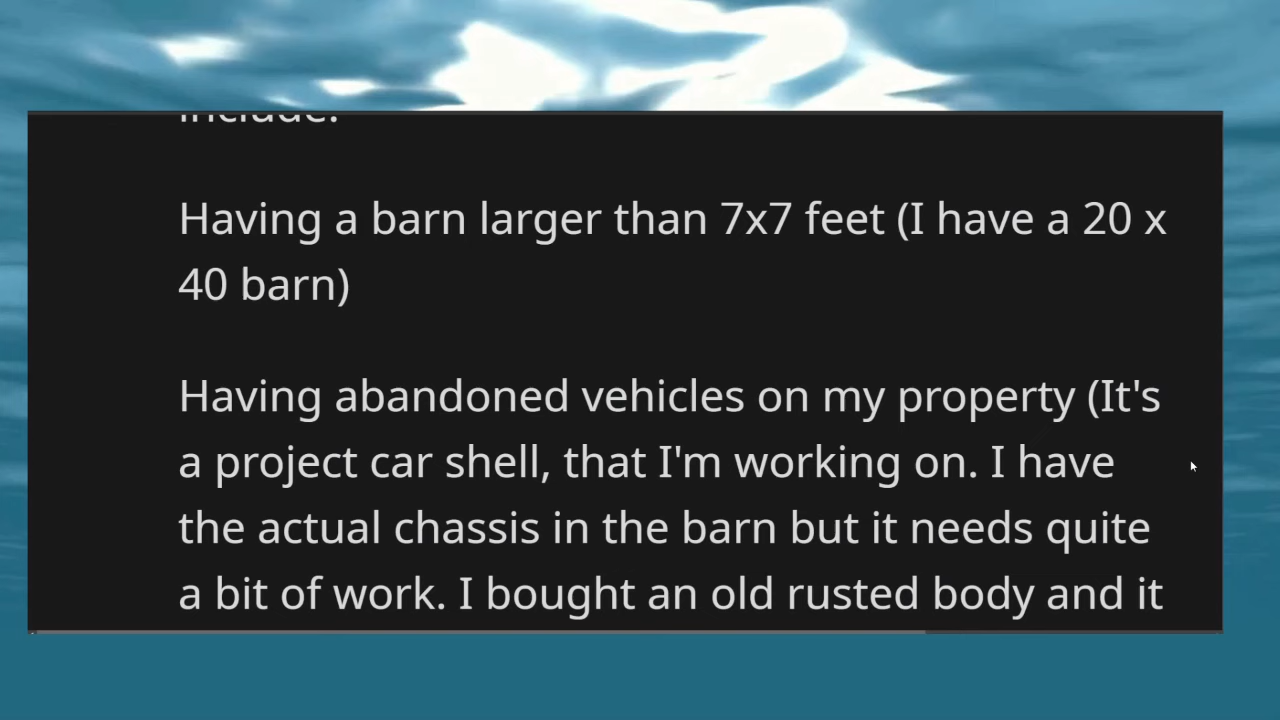 include:
Having a barn larger than 7x7 feet (I have a 20 x
40 barn)
Having abandoned vehicles on my property (It's
a project car shell, that I'm working on. I have
the actual chassis in the barn but it needs quite
a bit of work. I bought an old rusted body and it